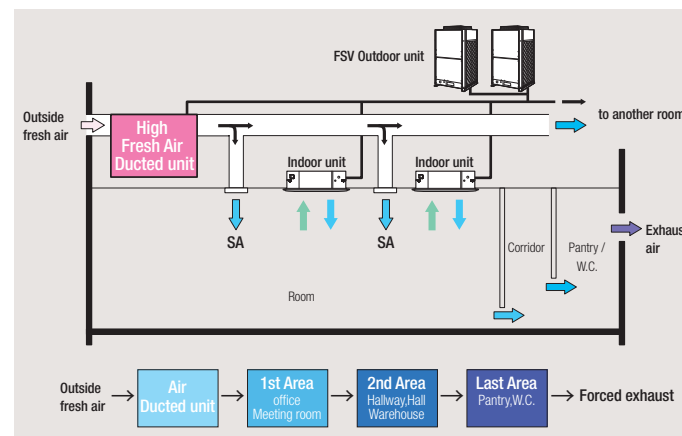 FSV Outdoor unit
Outside
fresh air
High
Fresh Air
Ducted unit
to another room
Indoor unit
Indoor unit
SA
SA
Exhaus
air
Corridor
Pantry /
W.C.
Room
Outside
fresh air
Air
Ducted unit
1st Area
office
Meeting room
2nd Area
Hallway,Hall
Warehouse
Last Area
Pantry,W.C.
Forced exhaust